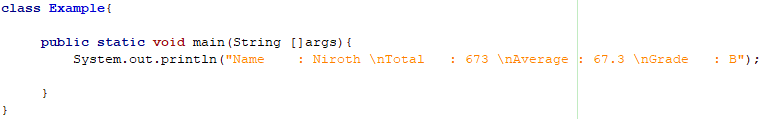 class Example{
public static void main(String []args){
System.out.println("Name    : Niroth \nTotal   : 673 \nAverage : 67.3 \nGrade   : B");
}
}